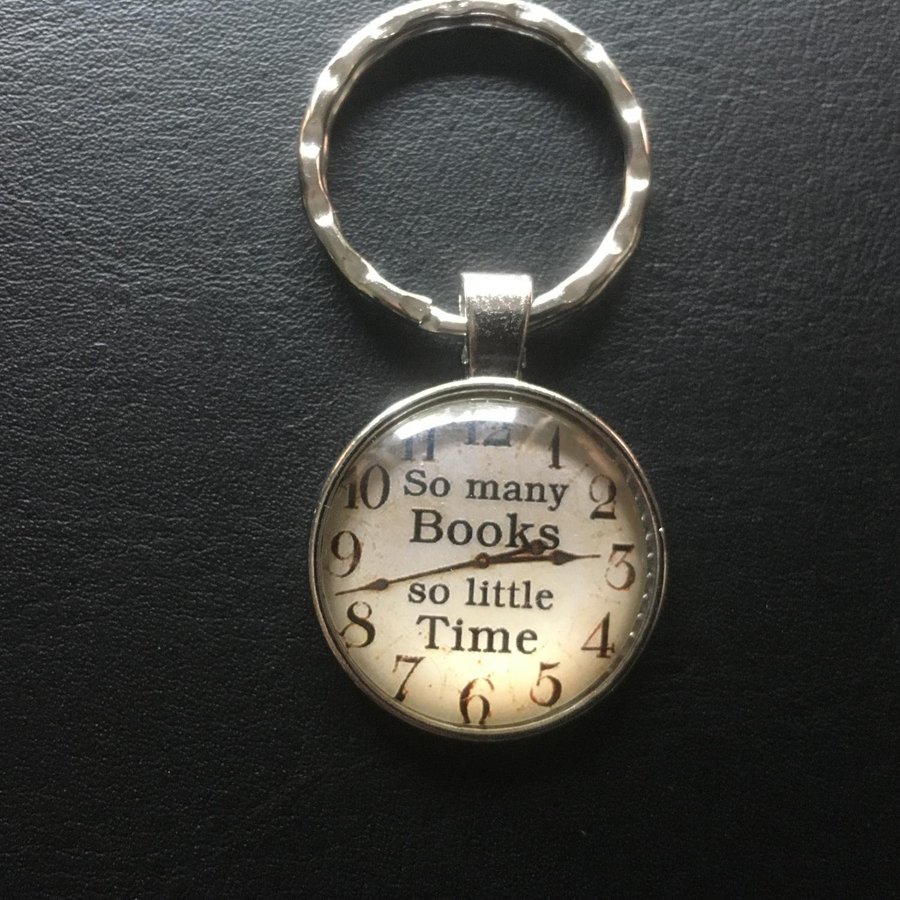 11 12 1
10 So many 2
Books
9 3
so little
8 Time 4
7 6 5